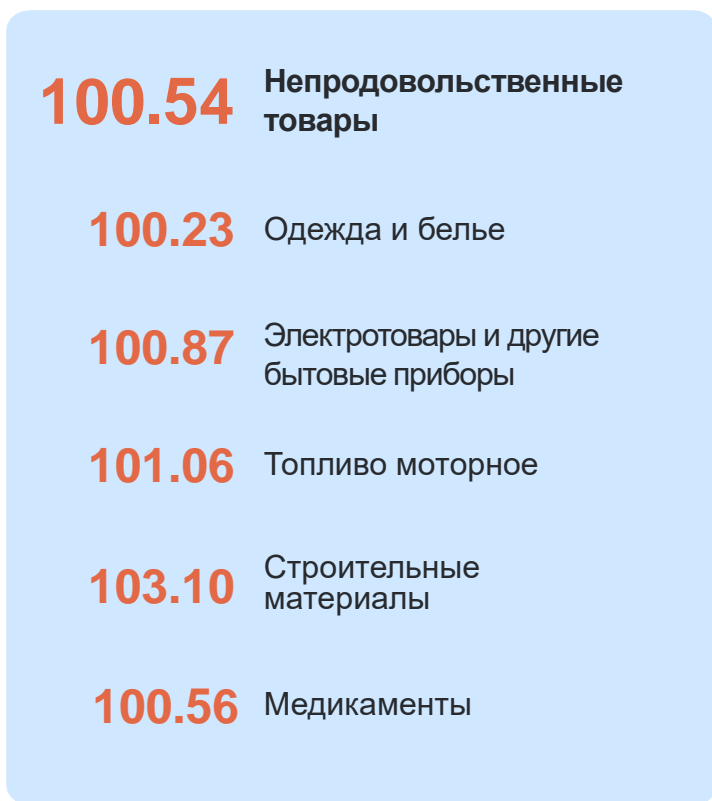 100.54 Непродовольственные
товары
100.23 Одежда и белье
100.87 Электротовары и другие
бытовые приборы
101.06 Топливо моторное
103.10 Строительные
материалы
100.56 Медикаменты